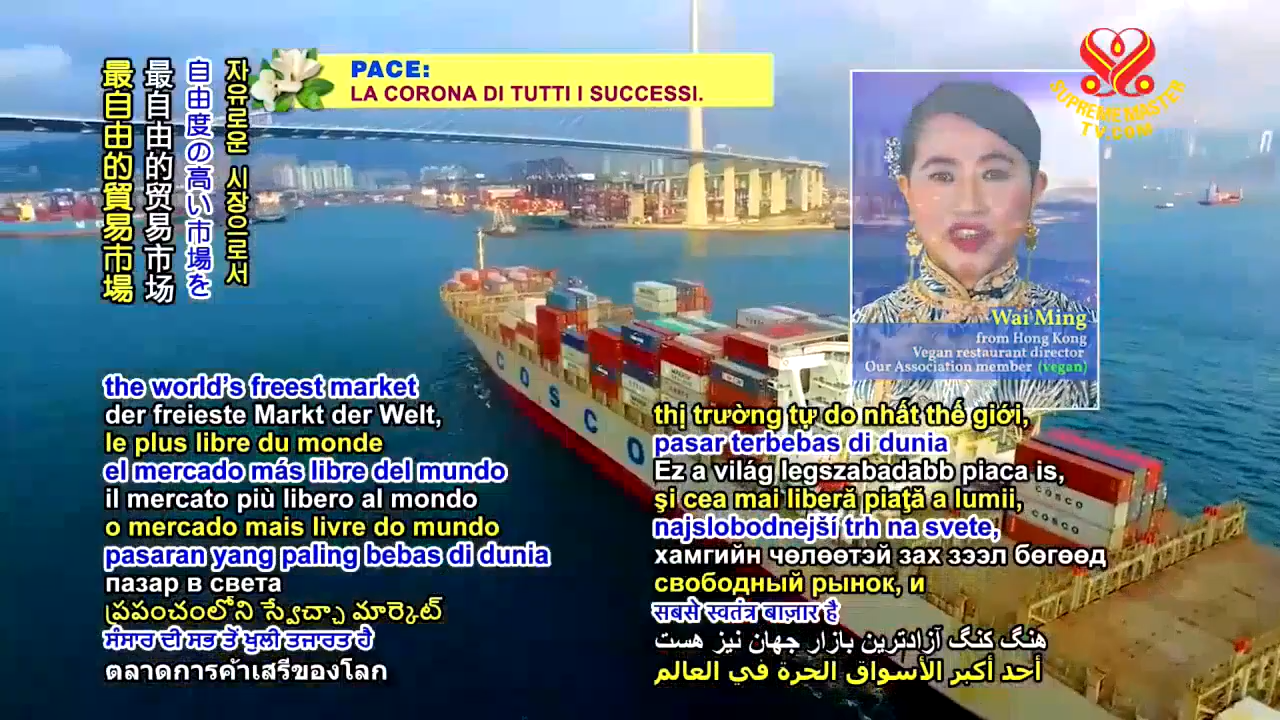 PACE:
LA CORONA DI TUTTI I SUCCESSI.
SUPREME MASTER
TV.COM
最自由的貿易市場
最自由的贸易市场
自由度の高い市場を
자유로운 시장으로서
Wai Ming
from Hong Kong
Vegan restaurant director
Our Association member (vegan)
COSCO
COSCO
COSCO
the world's freest market
der freieste Markt der Welt,
le plus libre du monde
el mercado más libre del mundo
il mercato più libero al mondo
o mercado mais livre do mundo
pasaran yang paling bebas di dunia
пазар в света
ప్రపంచంలోని స్వేచ్ఛా మార్కెట్
ਸੰਸਾਰ ਦੀ ਸਭ ਤੋਂ ਖੁਲੀ ਤਜਾਰਤ ਹੈ
ตลาดการค้าเสรีของโลก
thị trường tự do nhất thế giới,
pasar terbebas di dunia
Ez a világ legszabadabb piaca is,
şi cea mai liberă piaţă a lumii,
najslobodnejší trh na svete,
хамгийн чөлөөтэй зах зээл бөгөөд
свободный рынок, и
सबसे स्वतंत्र बाज़ार है
هنگ کنگ آزادترین بازار جهان نیز هست
أحد أكبر الأسواق الحرة في العالم